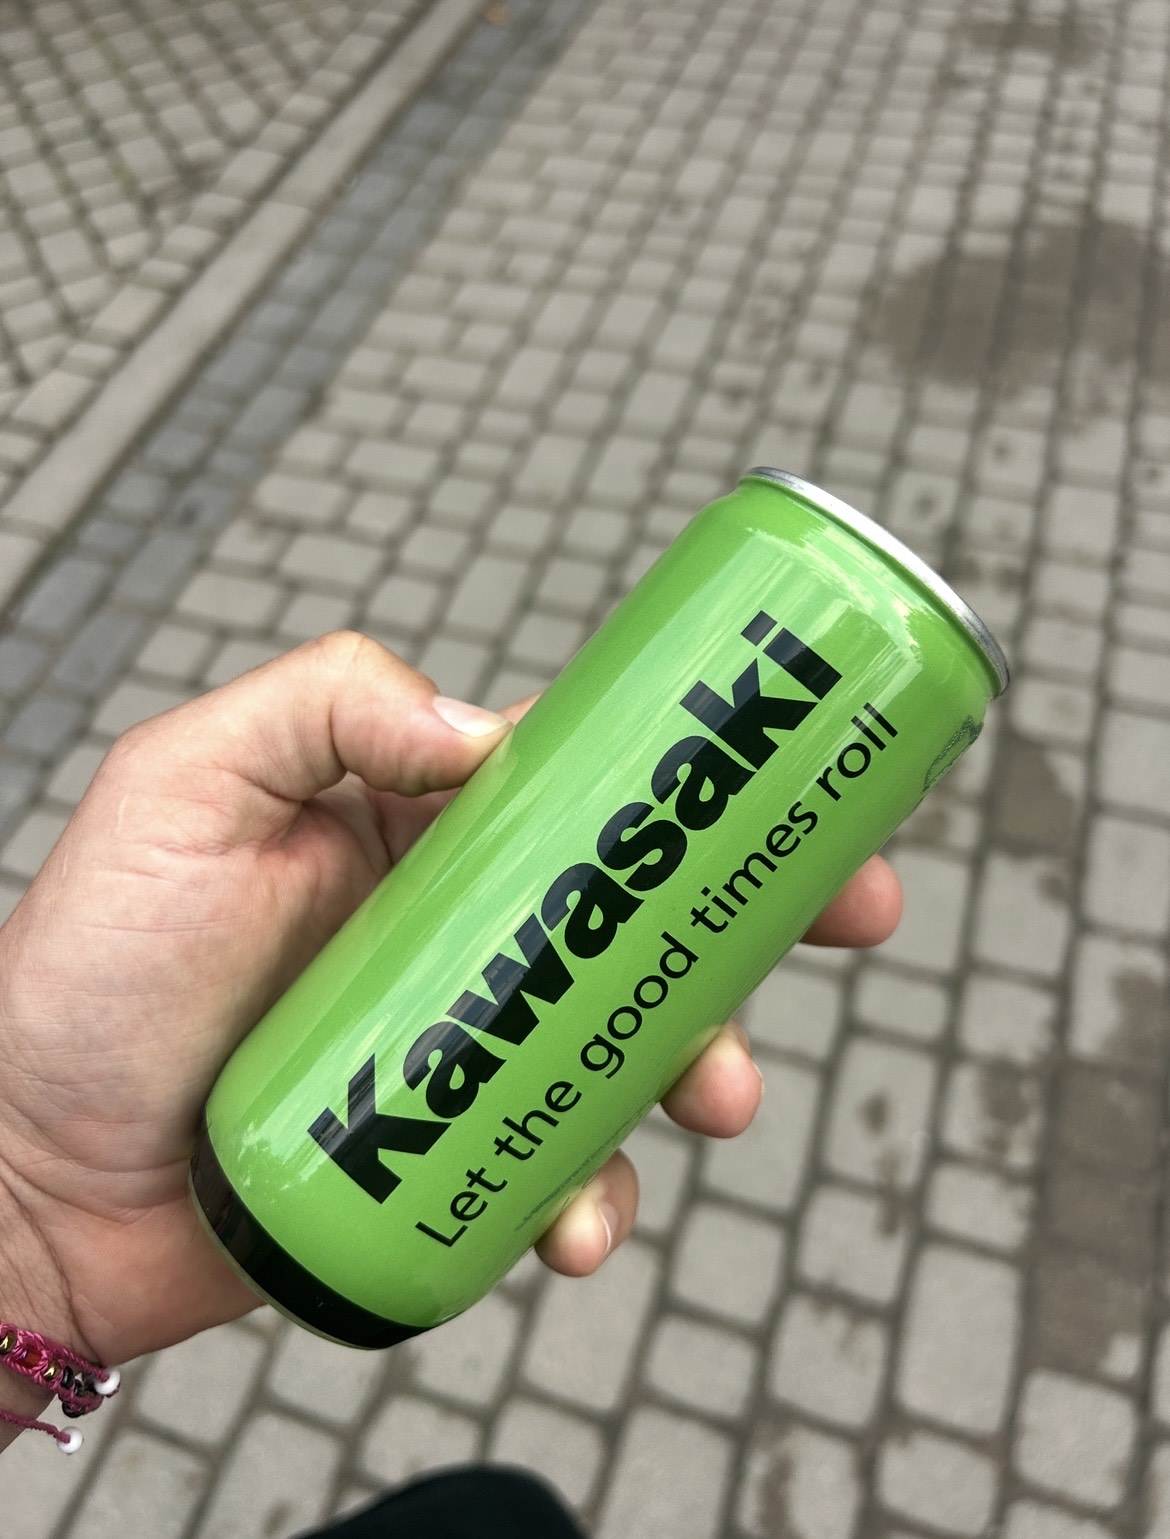 Kawasaki
Let the good times roll